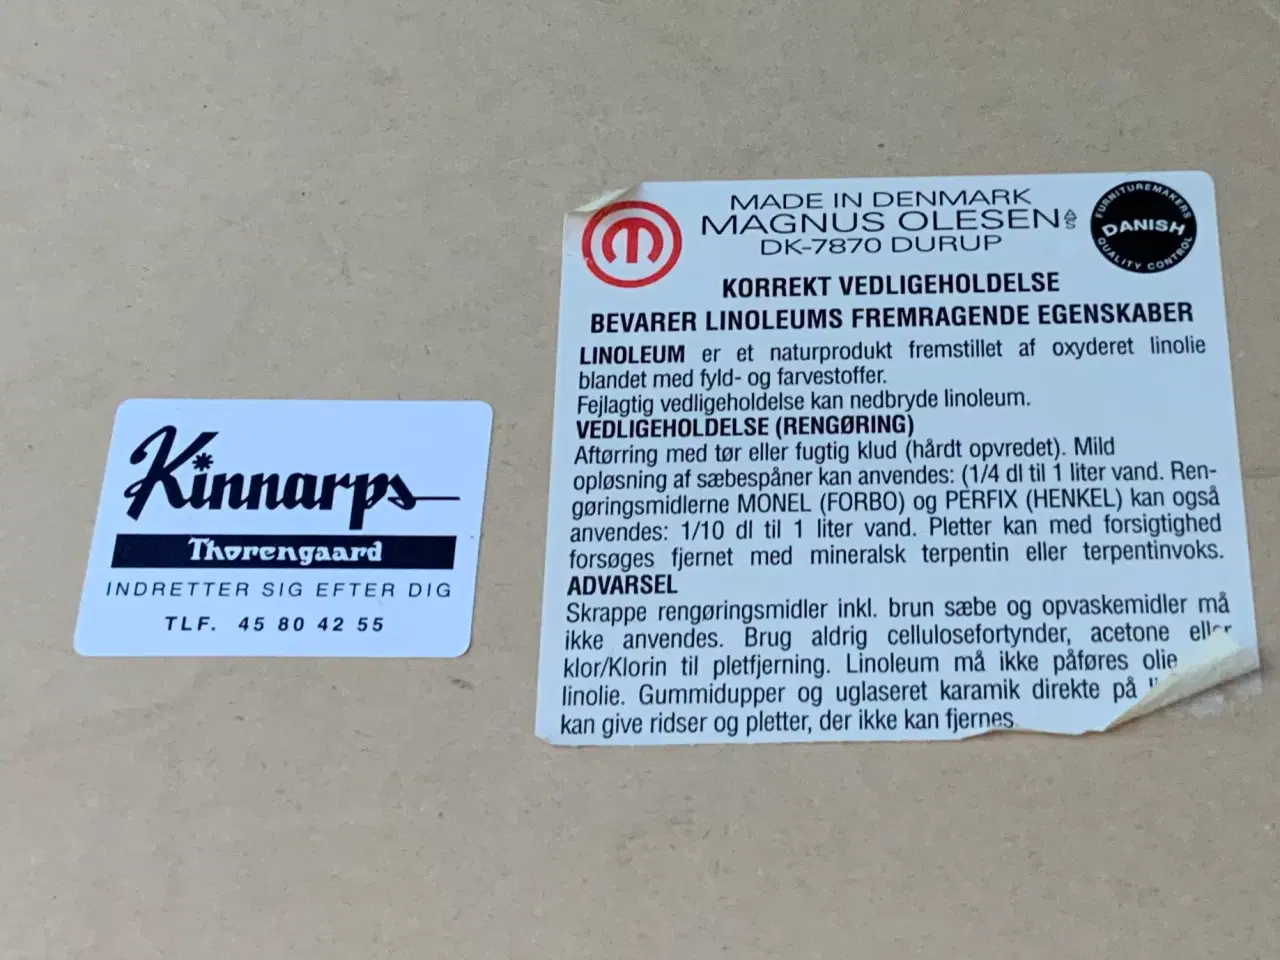 Kinnarps
Thorengaard
INDRETTER SIG EFTER DIG
TLF. 45 80 42 55
MADE IN DENMARK
MAGNUS OLESEN A/S
DK-7870 DURUP
FURNITUREMAKERS
DANISH
QUALITY CONTROL
KORREKT VEDLIGEHOLDELSE
BEVARER LINOLEUMS FREMRAGENDE EGENSKABER
LINOLEUM er et naturprodukt fremstillet af oxyderet linolie
blandet med fyld- og farvestoffer.
Fejlagtig vedligeholdelse kan nedbryde linoleum.
VEDLIGEHOLDELSE (RENGØRING)
Aftørring med tør eller fugtig klud (hårdt opvredet). Mild
opløsning af sæbespåner kan anvendes: (1/4 dl til 1 liter vand. Ren-
gøringsmidlerne MONEL (FORBO) og PERFIX (HENKEL) kan også
anvendes: 1/10 dl til 1 liter vand. Pletter kan med forsigtighed
forsøges fjernet med mineralsk terpentin eller terpentinvoks.
ADVARSEL
Skrappe rengøringsmidler inkl. brun sæbe og opvaskemidler må
ikke anvendes. Brug aldrig cellulosefortynder, acetone eller
klor/Klorin til pletfjerning. Linoleum må ikke påføres olie
linolie. Gummidupper og uglaseret karamik direkte på
kan give ridser og pletter, der ikke kan fjernes.